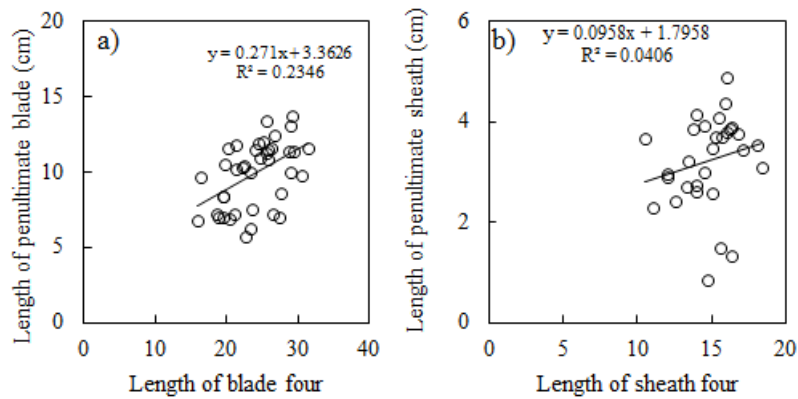 a)
y = 0.271x + 3.3626
R² = 0.2346
Length of penultimate blade (cm)
20
15
10
5
0
0 10 20 30 40
Length of blade four
b)
y = 0.0958x + 1.7958
R² = 0.0406
Length of penultimate sheath (cm)
6
4
2
0
0 5 10 15 20
Length of sheath four